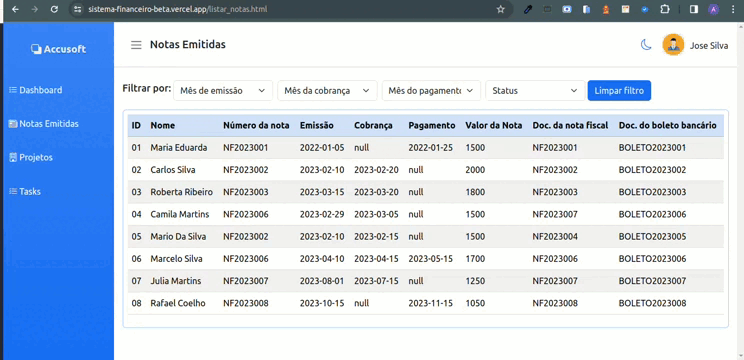 sistema-financeiro-beta.vercel.app/listar_notas.html
A
Accusoft
Notas Emitidas
Jose Silva
Dashboard
Notas Emitidas
Projetos
Tasks
Filtrar por: Mês de emissão Mês da cobrança Mês do pagamento Status Limpar filtro
ID Nome Número da nota Emissão Cobrança Pagamento Valor da Nota Doc. da nota fiscal Doc. do boleto bancário
01 Maria Eduarda NF2023001 2022-01-05 null 2022-01-25 1500 NF2023001 BOLETO2023001
02 Carlos Silva NF2023002 2023-02-10 2023-02-20 null 2000 NF2023002 BOLETO2023002
03 Roberta Ribeiro NF2023003 2023-03-15 2023-03-20 null 1800 NF2023003 BOLETO2023003
04 Camila Martins NF2023006 2023-02-29 2023-03-05 null 1500 NF2023007 BOLETO2023006
05 Mario Da Silva NF2023002 2023-02-10 2023-02-15 null 1500 NF2023004 BOLETO2023005
06 Marcelo Silva NF2023006 2023-04-10 2023-04-15 2023-05-15 1700 NF2023006 BOLETO2023006
07 Julia Martins NF2023007 2023-08-01 2023-07-15 null 1250 NF2023007 BOLETO2023007
08 Rafael Coelho NF2023008 2023-10-15 null 2023-11-15 1050 NF2023008 BOLETO2023008